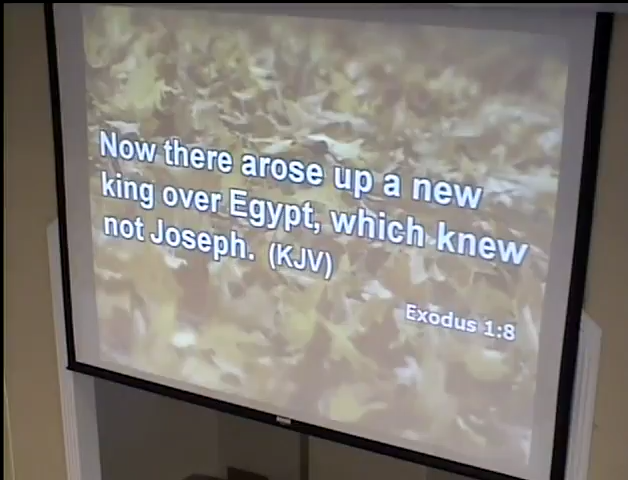 Now there arose up a new
king over Egypt, which knew
not Joseph. (KJV)
Exodus 1:8